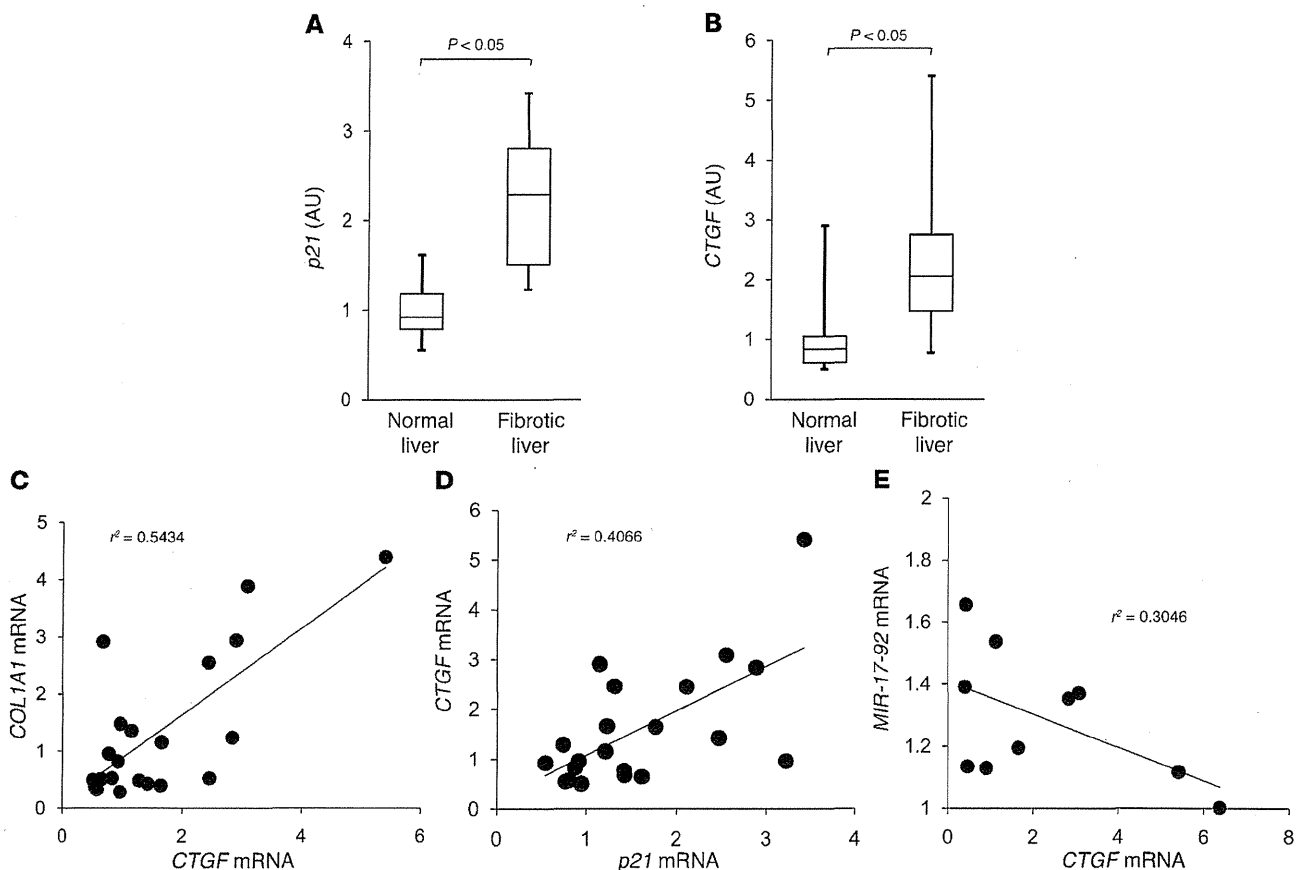 A
4
3
2
1
0
p21 (AU)
P < 0.05
Normal
liver
Fibrotic
liver
B
6
5
4
3
2
1
0
CTGF (AU)
P < 0.05
Normal
liver
Fibrotic
liver
C
5
4
3
2
1
0
COL1A1 mRNA
r² = 0.5434
0 2 4 6
CTGF mRNA
D
6
5
4
3
2
1
0
CTGF mRNA
r² = 0.4066
0 1 2 3 4
p21 mRNA
E
2
1.8
1.6
1.4
1.2
1
MIR-17-92 mRNA
r² = 0.3046
0 2 4 6 8
CTGF mRNA